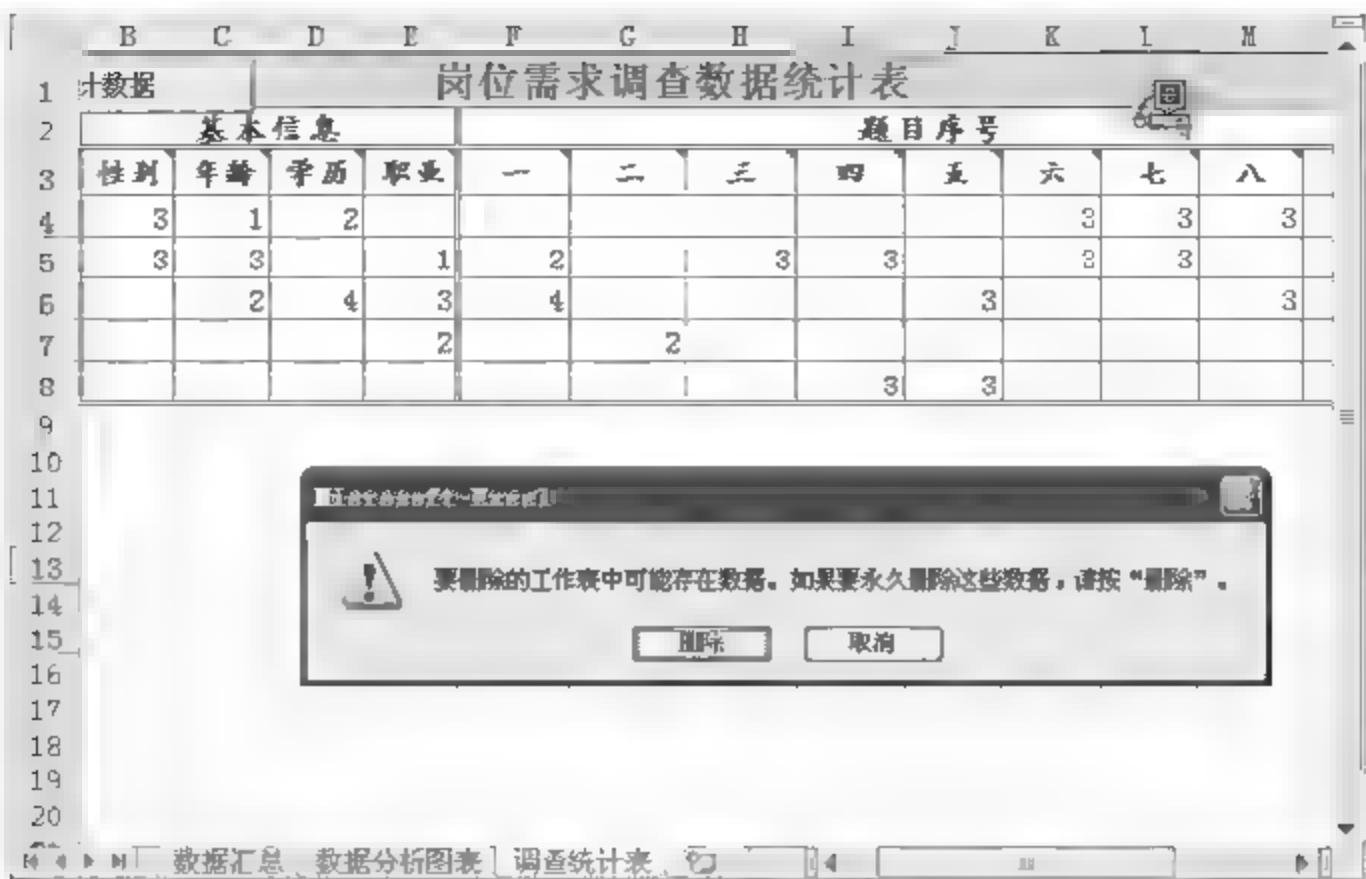 B C D E F G H I J K L M
1 计数据 岗位需求调查数据统计表
2 基本信息 题目序号
3 性别 年龄 学历 职业 一 二 三 四 五 六 七 八
4 3 1 2 3 3 3
5 3 3 1 2 3 3 3 3
6 2 4 3 4 3 3
7 2 2
8 3 3
9
10
11 Microsoft Excel
12
13 要删除的工作表中可能存在数据。如果要永久删除这些数据，请按“删除”。
14
15 删除 取消
16
17
18
19
20
数据汇总 数据分析图表 调查统计表